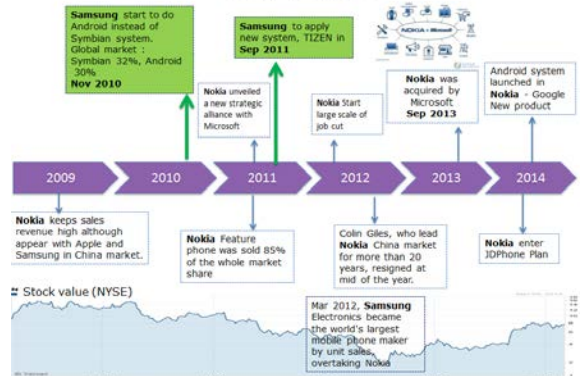 Samsung start to do
Android instead of
Symbian system.
Global market :
Symbian 32%, Android
30%
Nov 2010
Samsung to apply
new system, TIZEN in
Sep 2011
NOKIA Microsoft
Nokia unveiled
a new strategic
alliance with
Microsoft
Nokia Start
large scale of
job cut
Nokia was
acquired by
Microsoft
Sep 2013
Android system
launched in
Nokia - Google
New product
2009
2010
2011
2012
2013
2014
Nokia keeps sales
revenue high although
appear with Apple and
Samsung in China market.
Nokia Feature
phone was sold 85%
of the whole market
share
Colin Giles, who lead
Nokia China market
for more than 20
years, resigned at
mid of the year.
Nokia enter
JDPhone Plan
Stock value (NYSE)
Mar 2012, Samsung
Electronics became
the world's largest
mobile phone maker
by unit sales,
overtaking Nokia